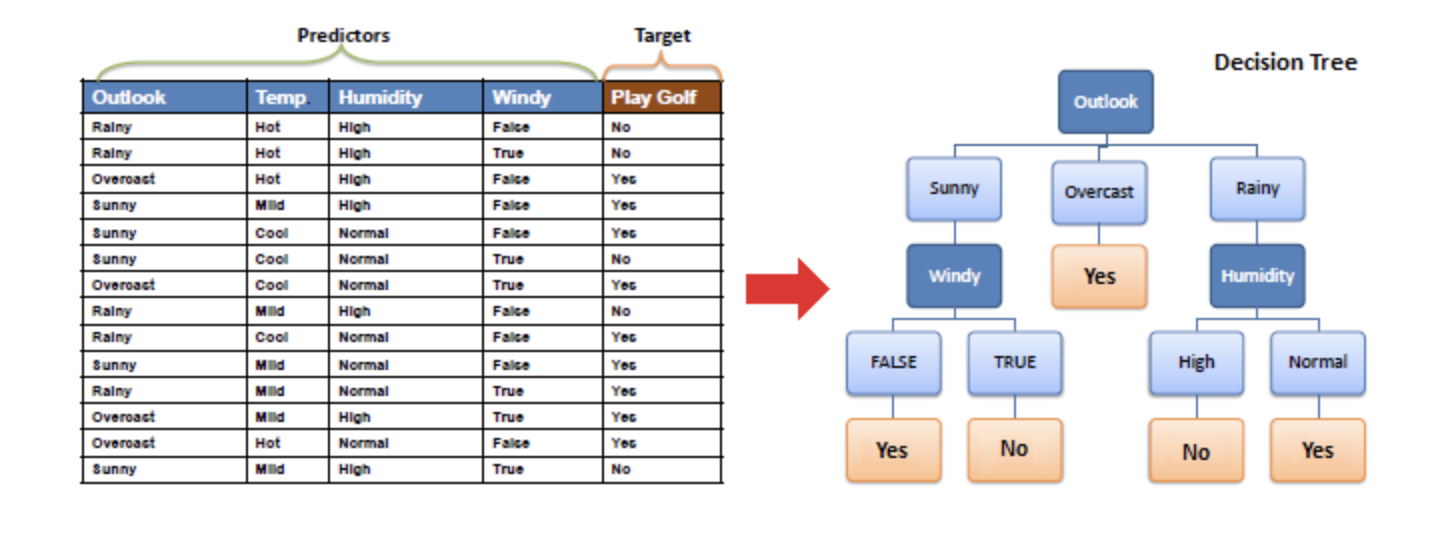 Predictors Target
Decision Tree
Outlook Temp. Humidity Windy Play Golf
Rainy Hot High False No
Rainy Hot High True No
Overcast Hot High False Yes
Sunny Mild High False Yes
Sunny Cool Normal False Yes
Sunny Cool Normal True No
Overcast Cool Normal True Yes
Rainy Mild High False No
Rainy Cool Normal False Yes
Sunny Mild Normal False Yes
Rainy Mild Normal True Yes
Overcast Mild High True Yes
Overcast Hot Normal False Yes
Sunny Mild High True No
Outlook
Sunny Overcast Rainy
Windy Yes Humidity
FALSE TRUE High Normal
Yes No No Yes